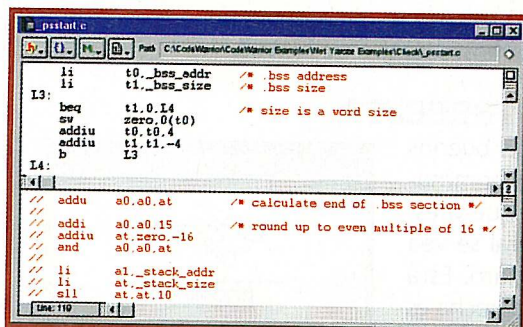 _psstart.c
Path C:\CodeWarrior\CodeWarrior Examples\Net Yaroze Examples\Cliback\_psstart.c
li t0,_bss_addr /* .bss address
li t1,_bss_size /* .bss size
L3:
beq t1,0,L4 /* size is a word size
sw zero,0(t0)
addiu t0,t0,4
addiu t1,t1,-4
b L3
L4:
2
// addu a0,a0,at /* calculate end of .bss section */
//
// addi a0,a0,15 /* round up to even multiple of 16 */
// addiu at,zero,-16
// and a0,a0,at
//
// li a1,_stack_addr
// li at,_stack_size
// sll at,at,10
Line: 110